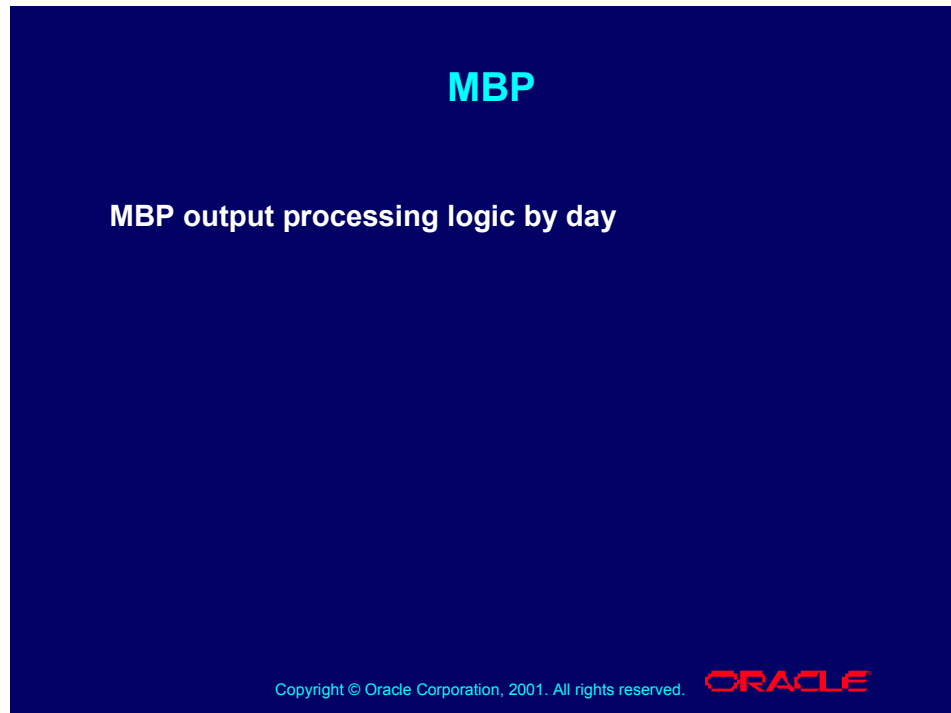 MBP
MBP output processing logic by day
Copyright © Oracle Corporation, 2001. All rights reserved.
ORACLE